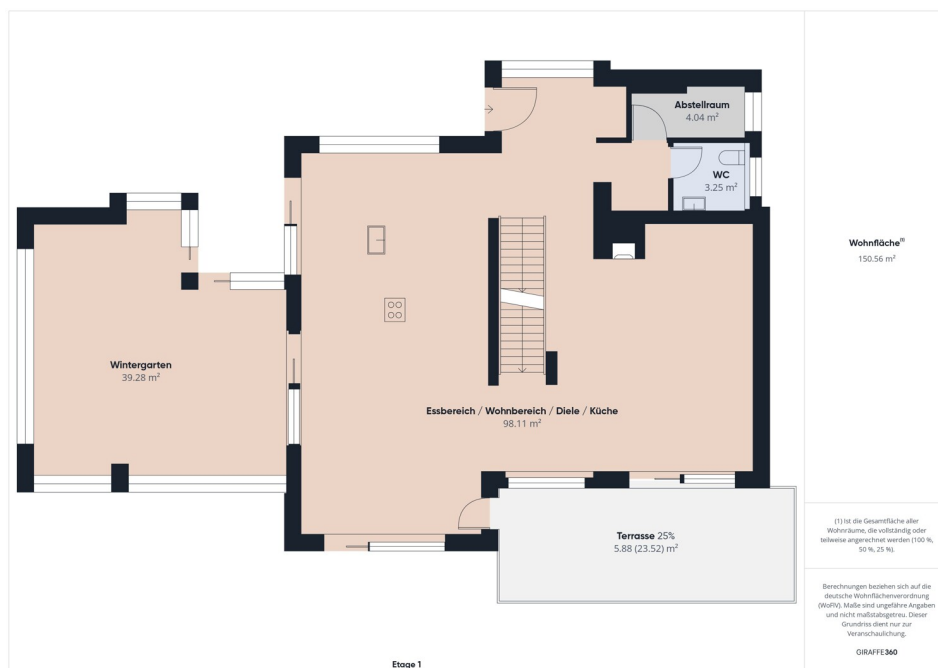 Abstellraum
4.04 m²
WC
3.25 m²
Wohnfläche⁽¹⁾
150.56 m²
Wintergarten
39.28 m²
Essbereich / Wohnbereich / Diele / Küche
98.11 m²
Terrasse 25%
5.88 (23.52) m²
(1) Ist die Gesamtfläche aller
Wohnräume, die vollständig oder
teilweise angerechnet werden (100 %,
50 %, 25 %).
Berechnungen beziehen sich auf die
deutsche Wohnflächenverordnung
(WoFlV). Maße sind ungefähre Angaben
und nicht maßstabsgetreu. Dieser
Grundriss dient nur zur
Veranschaulichung.
GIRAFFE360
Etage 1